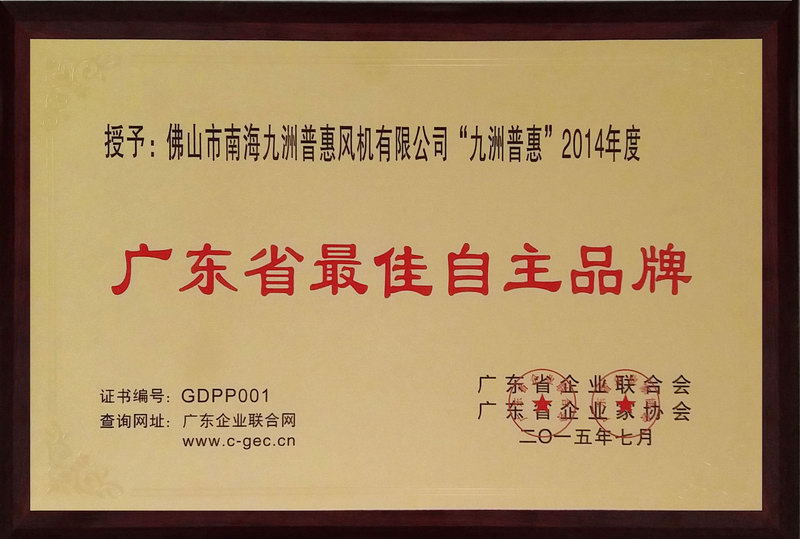 授予：佛山市南海九洲普惠风机有限公司“九洲普惠”2014年度
广东省最佳自主品牌
证书编号：GDPP001
查询网址：广东企业联合网
www.c-gec.cn
广东省企业联合会
广东省企业家协会
二〇一五年七月